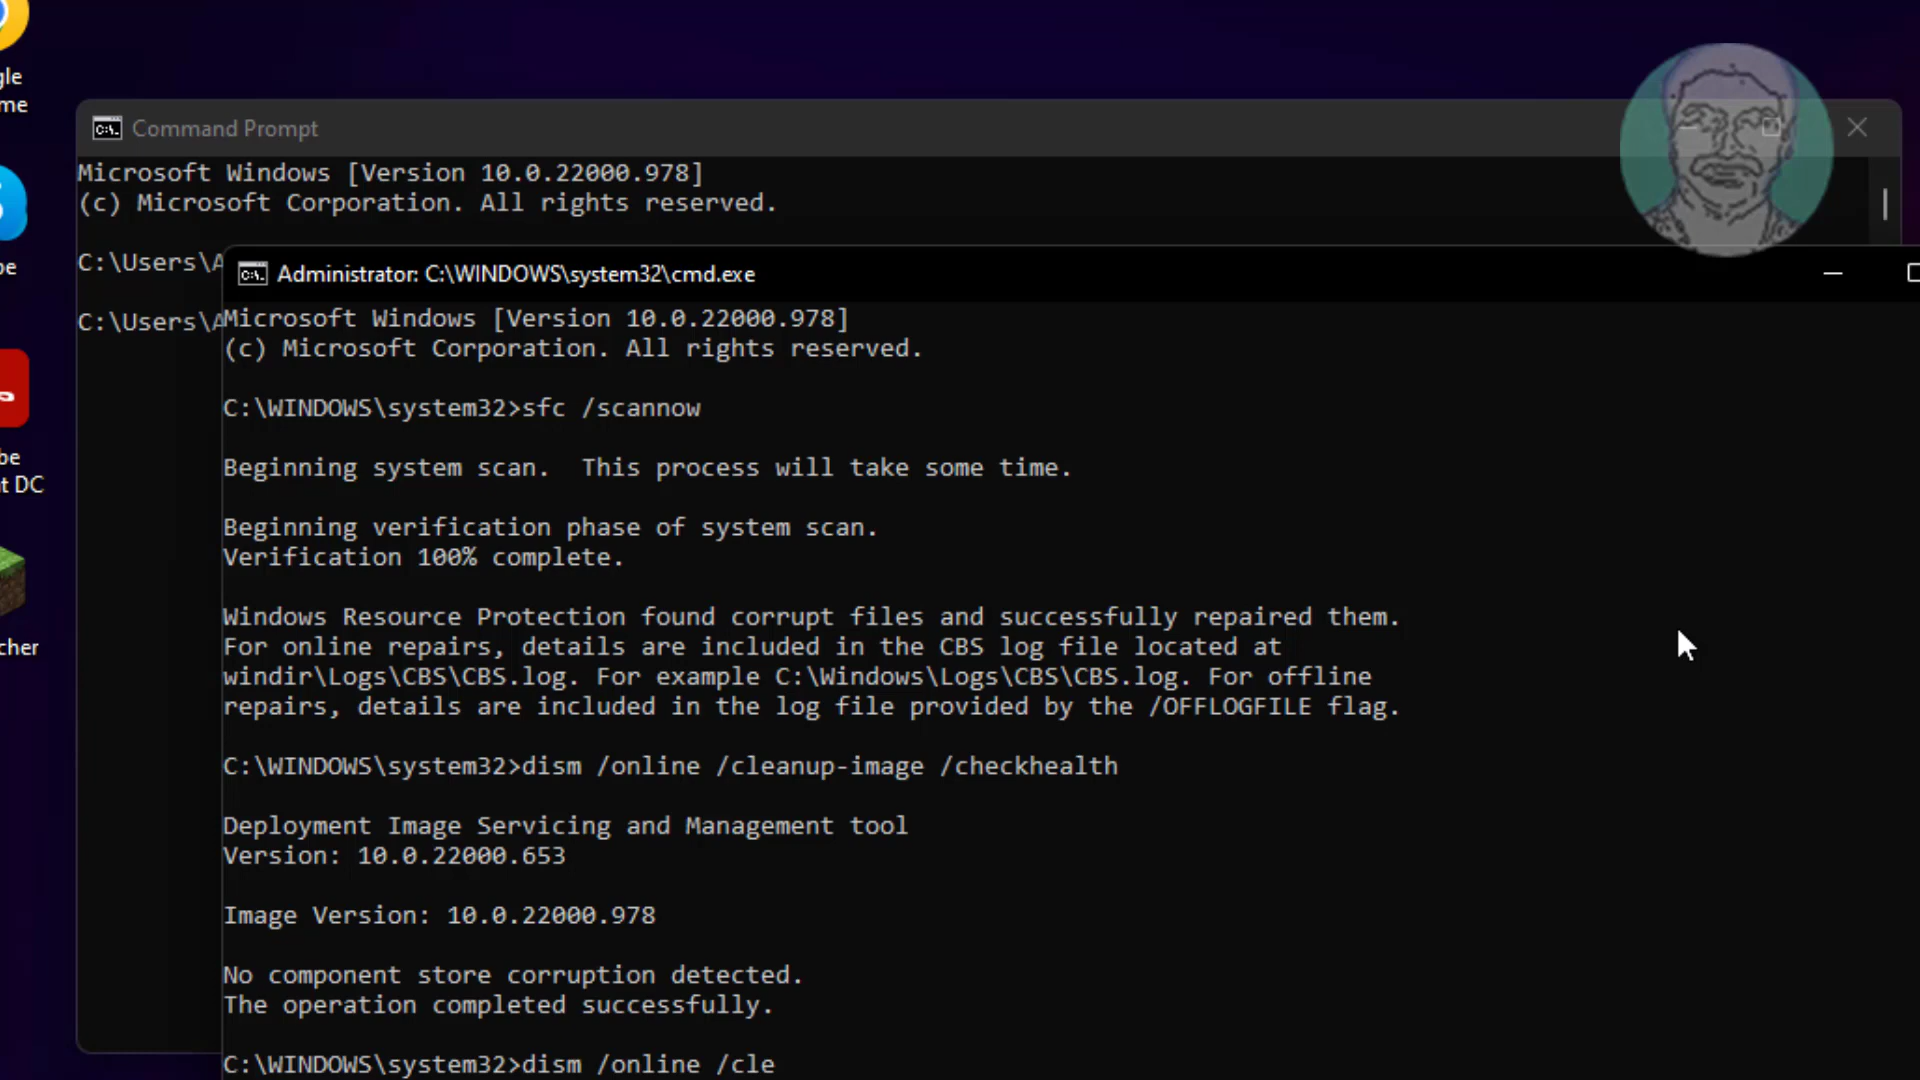 gle
me
Command Prompt
Microsoft Windows [Version 10.0.22000.978]
(c) Microsoft Corporation. All rights reserved.
C:\Users\A
C:\Users\A
pe
be
t DC
cher
Administrator: C:\WINDOWS\system32\cmd.exe
Microsoft Windows [Version 10.0.22000.978]
(c) Microsoft Corporation. All rights reserved.
C:\WINDOWS\system32>sfc /scannow
Beginning system scan.  This process will take some time.
Beginning verification phase of system scan.
Verification 100% complete.
Windows Resource Protection found corrupt files and successfully repaired them.
For online repairs, details are included in the CBS log file located at
windir\Logs\CBS\CBS.log. For example C:\Windows\Logs\CBS\CBS.log. For offline
repairs, details are included in the log file provided by the /OFFLOGFILE flag.
C:\WINDOWS\system32>dism /online /cleanup-image /checkhealth
Deployment Image Servicing and Management tool
Version: 10.0.22000.653
Image Version: 10.0.22000.978
No component store corruption detected.
The operation completed successfully.
C:\WINDOWS\system32>dism /online /cle